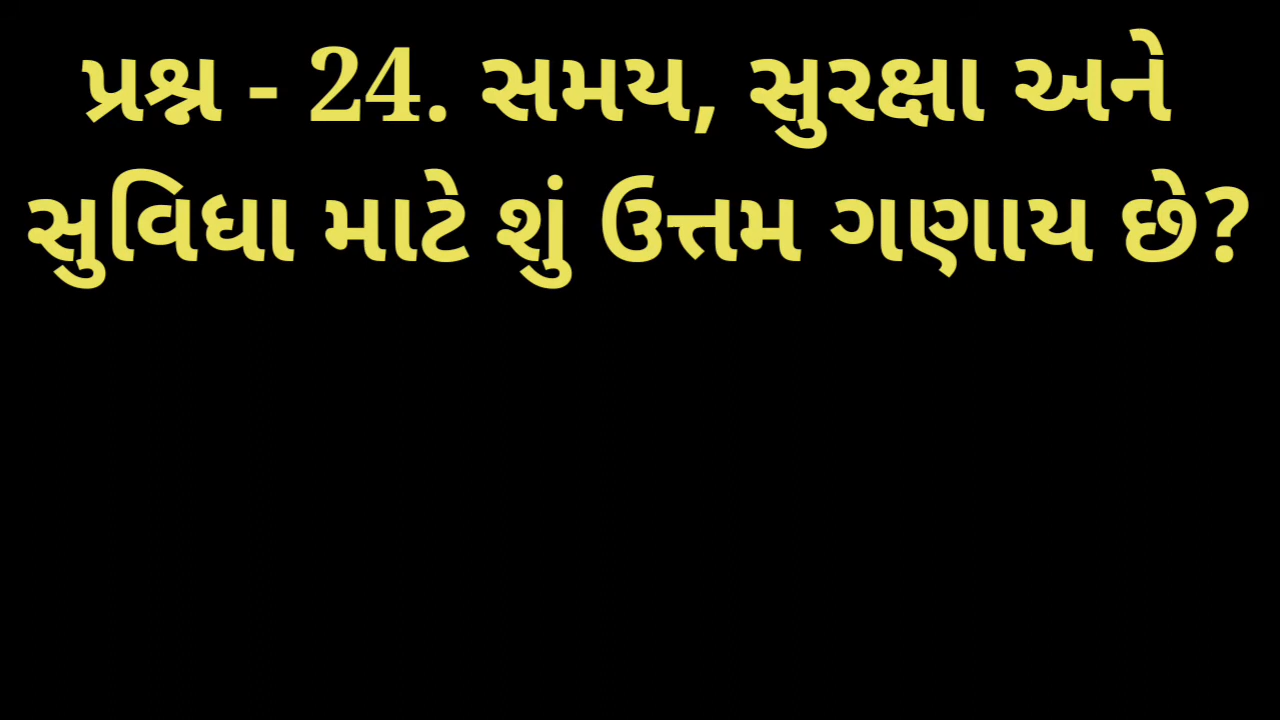 પ્રશ્ન - 24. સમય, સુરક્ષા અને
સુવિધા માટે શું ઉત્તમ ગણાય છે?